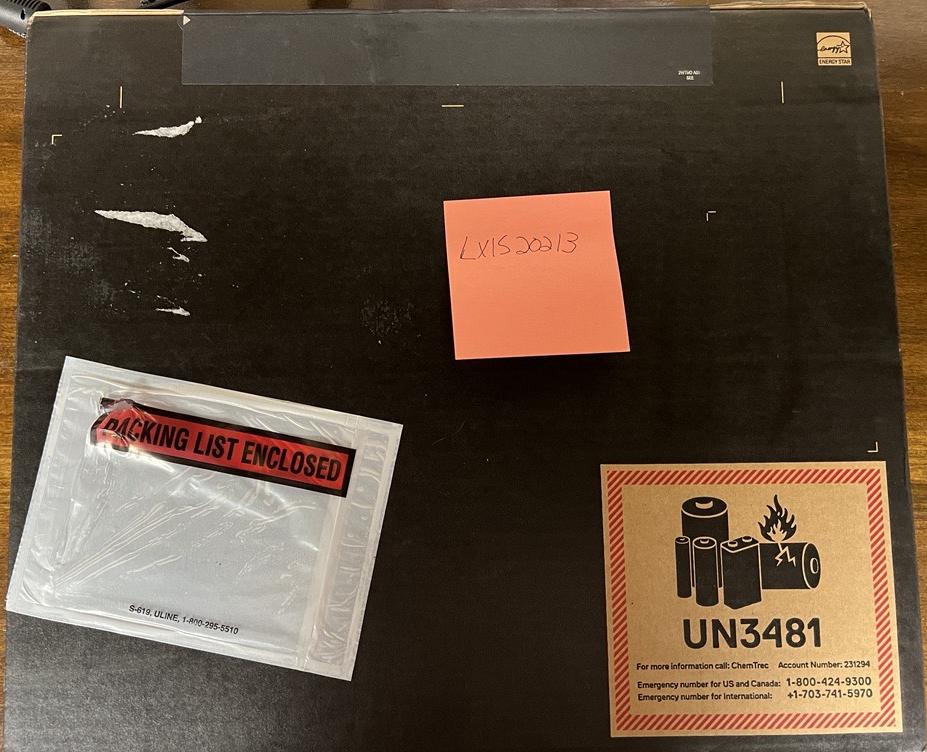 energy
ENERGY STAR
LXIS20213
PACKING LIST ENCLOSED
S-619, ULINE, 1-800-295-5510
UN3481
For more information call: ChemTrec Account Number: 231294
Emergency number for US and Canada: 1-800-424-9300
Emergency number for International: +1-703-741-5970